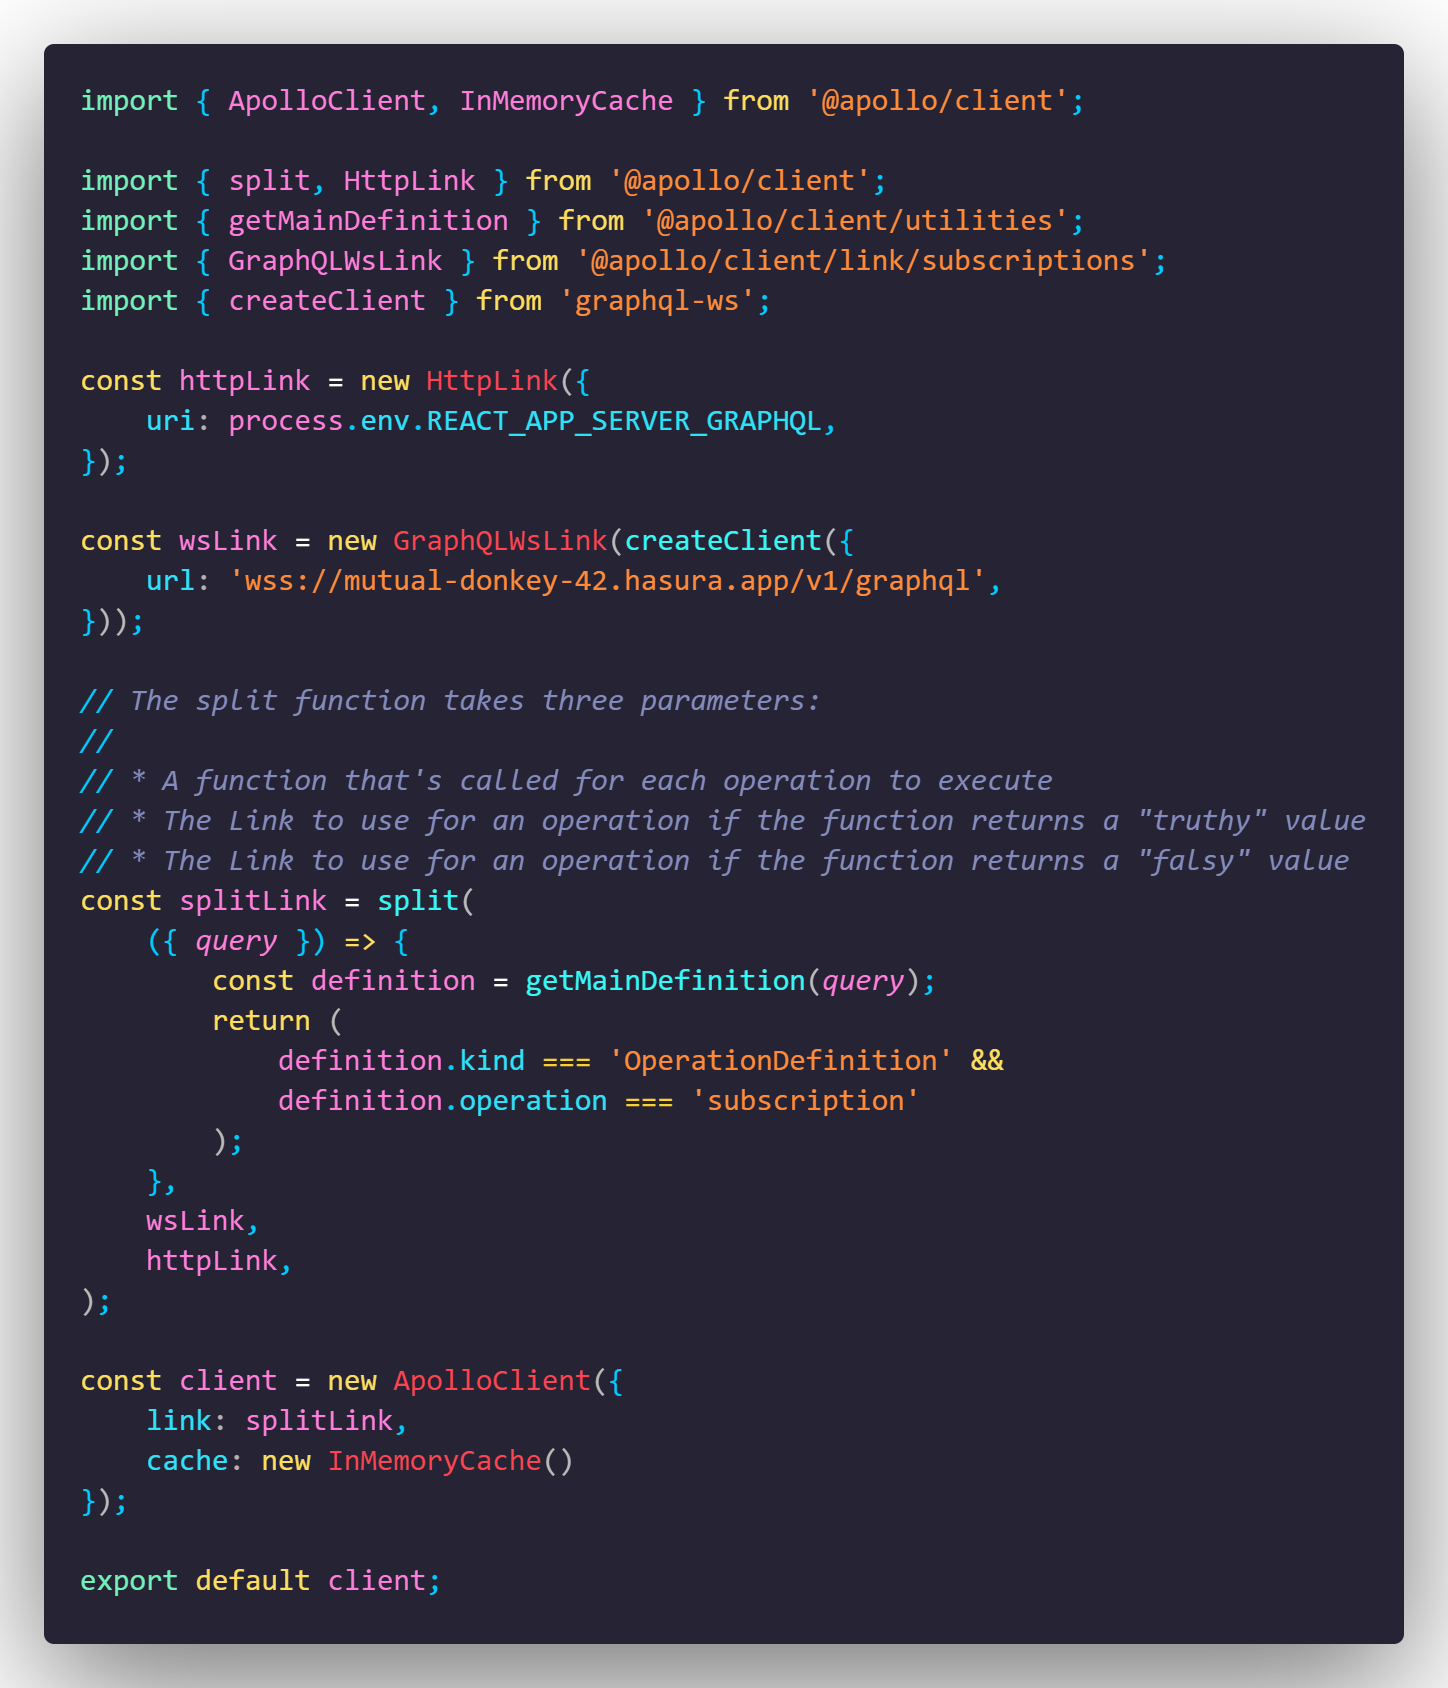 import { ApolloClient, InMemoryCache } from '@apollo/client';

import { split, HttpLink } from '@apollo/client';
import { getMainDefinition } from '@apollo/client/utilities';
import { GraphQLWsLink } from '@apollo/client/link/subscriptions';
import { createClient } from 'graphql-ws';

const httpLink = new HttpLink({
    uri: process.env.REACT_APP_SERVER_GRAPHQL,
});

const wsLink = new GraphQLWsLink(createClient({
    url: 'wss://mutual-donkey-42.hasura.app/v1/graphql',
}));

// The split function takes three parameters:
//
// * A function that's called for each operation to execute
// * The Link to use for an operation if the function returns a "truthy" value
// * The Link to use for an operation if the function returns a "falsy" value
const splitLink = split(
    ({ query }) => {
        const definition = getMainDefinition(query);
        return (
            definition.kind === 'OperationDefinition' &&
            definition.operation === 'subscription'
        );
    },
    wsLink,
    httpLink,
);

const client = new ApolloClient({
    link: splitLink,
    cache: new InMemoryCache()
});

export default client;